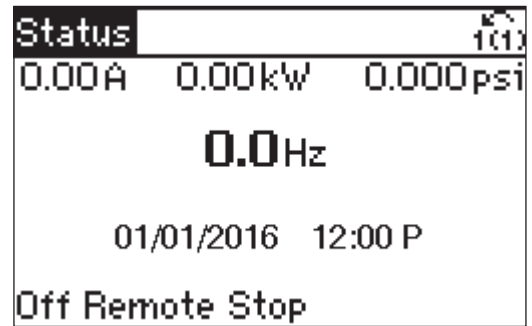 Status 1(1)
0.00A 0.00kW 0.000psi
0.0Hz
01/01/2016 12:00 P
Off Remote Stop